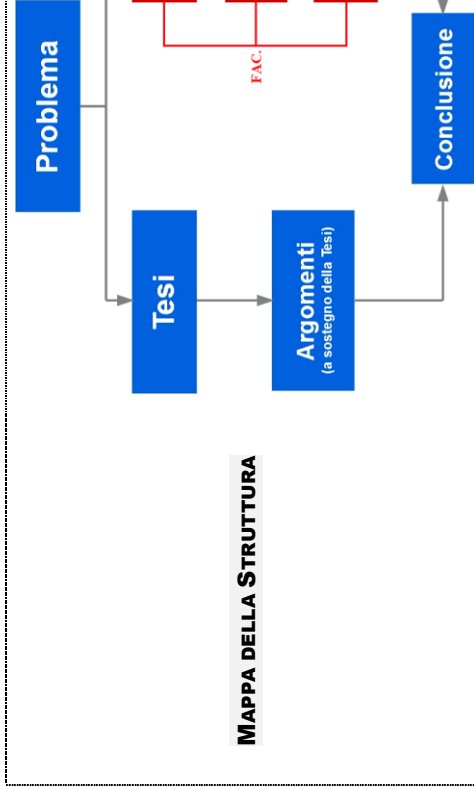 MAPPA DELLA STRUTTURA
Problema
Tesi
FAC.
Argomenti
(a sostegno della Tesi)
Conclusione